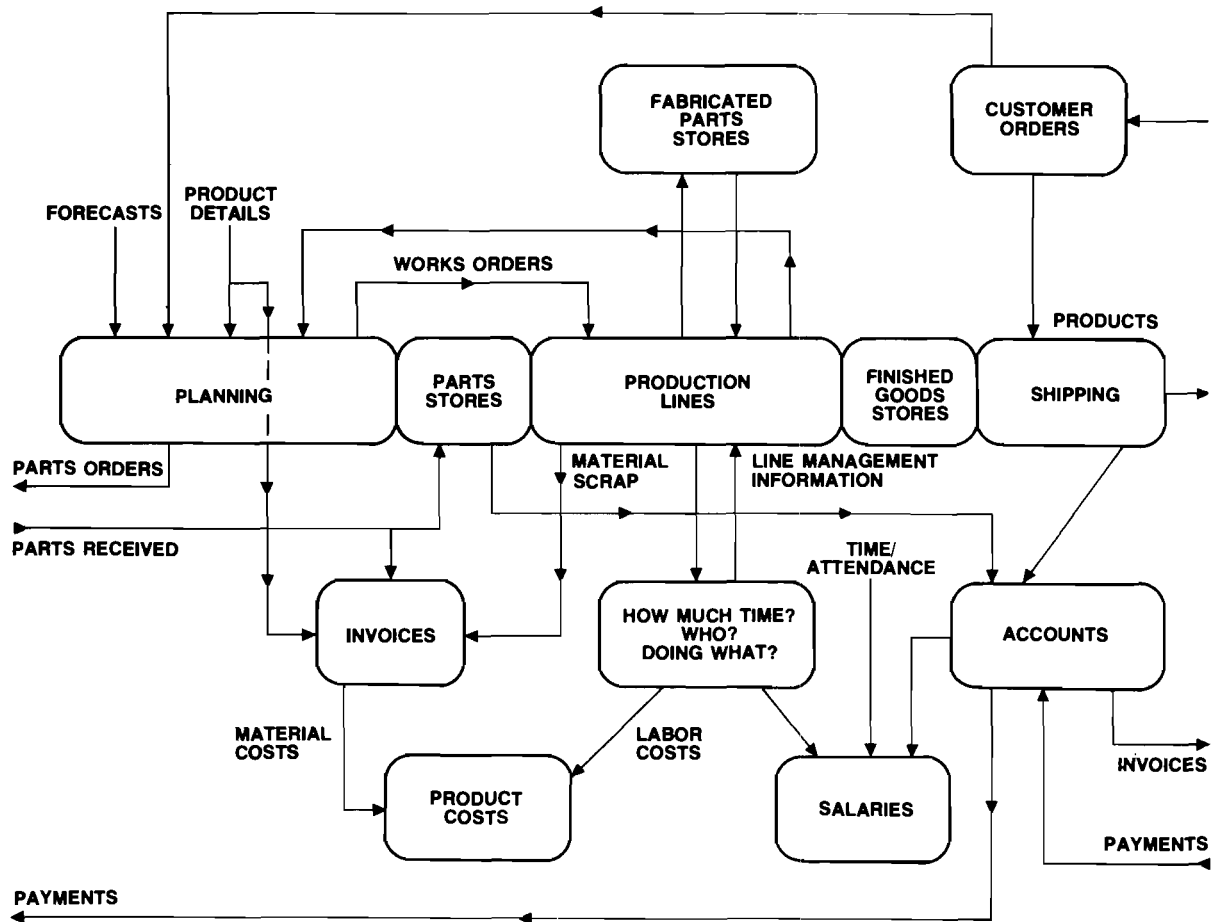 FABRICATED
PARTS
STORES
CUSTOMER
ORDERS
PRODUCT
DETAILS
FORECASTS
WORKS ORDERS
PRODUCTS
PLANNING
PARTS
STORES
PRODUCTION
LINES
FINISHED
GOODS
STORES
SHIPPING
PARTS ORDERS
MATERIAL
SCRAP
LINE MANAGEMENT
INFORMATION
PARTS RECEIVED
TIME/
ATTENDANCE
INVOICES
HOW MUCH TIME?
WHO?
DOING WHAT?
ACCOUNTS
MATERIAL
COSTS
LABOR
COSTS
INVOICES
PRODUCT
COSTS
SALARIES
PAYMENTS
PAYMENTS